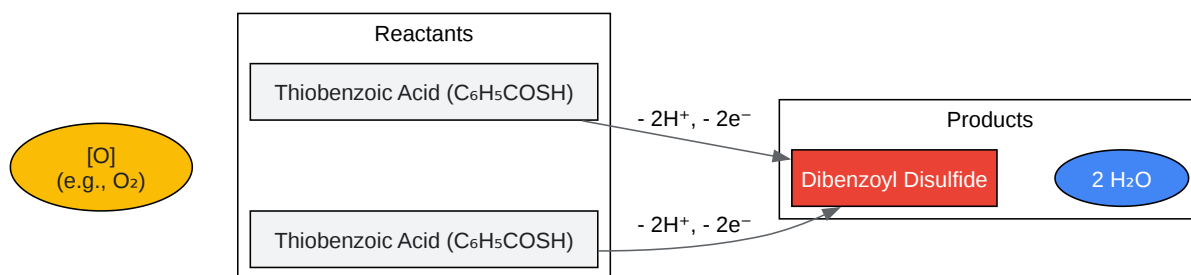 [O]
(e.g., O₂)
Reactants
Thiobenzoic Acid (C₆H₅COSH)
Thiobenzoic Acid (C₆H₅COSH)
- 2H⁺, - 2e⁻
- 2H⁺, - 2e⁻
Products
Dibenzoyl Disulfide
2 H₂O